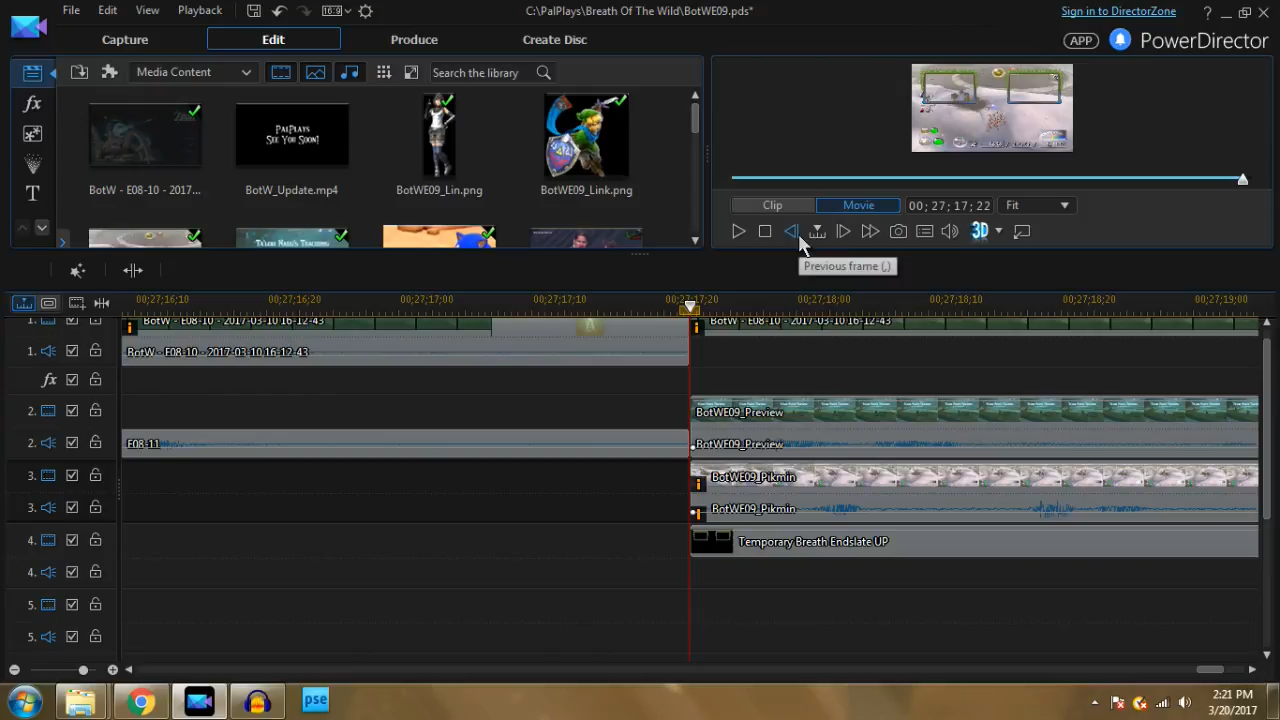 File Edit View Playback 16:9 C:\PalPlays\Breath Of The Wild\BotWE09.pds* Sign in to DirectorZone ?
Capture Edit Produce Create Disc APP PowerDirector
Media Content Search the library
fx
T
PALPLAYS
SEE YOU SOON!
BotW - E08-10 - 2017... BotW_Update.mp4 BotWE09_Lin.png BotWE09_Link.png
Clip Movie 00; 27; 17; 22 Fit
3D
Previous frame (,)
00;27;16;10 00;27;16;20 00;27;17;00 00;27;17;10 00;27;17;20 00;27;18;00 00;27;18;10 00;27;18;20 00;27;19;00
1. BotW - E08-10 - 2017-03-10 16-12-43 BotW - E08-10 - 2017-03-10 16-12-43
1. BotW - E08-10 - 2017-03-10 16-12-43
fx
2. BotWE09_Preview
2. E08-11 BotWE09_Preview
3. BotWE09_Pikmin
3. BotWE09_Pikmin
4. Temporary Breath Endslate UP
4.
5.
5.
pse
2:21 PM
3/20/2017